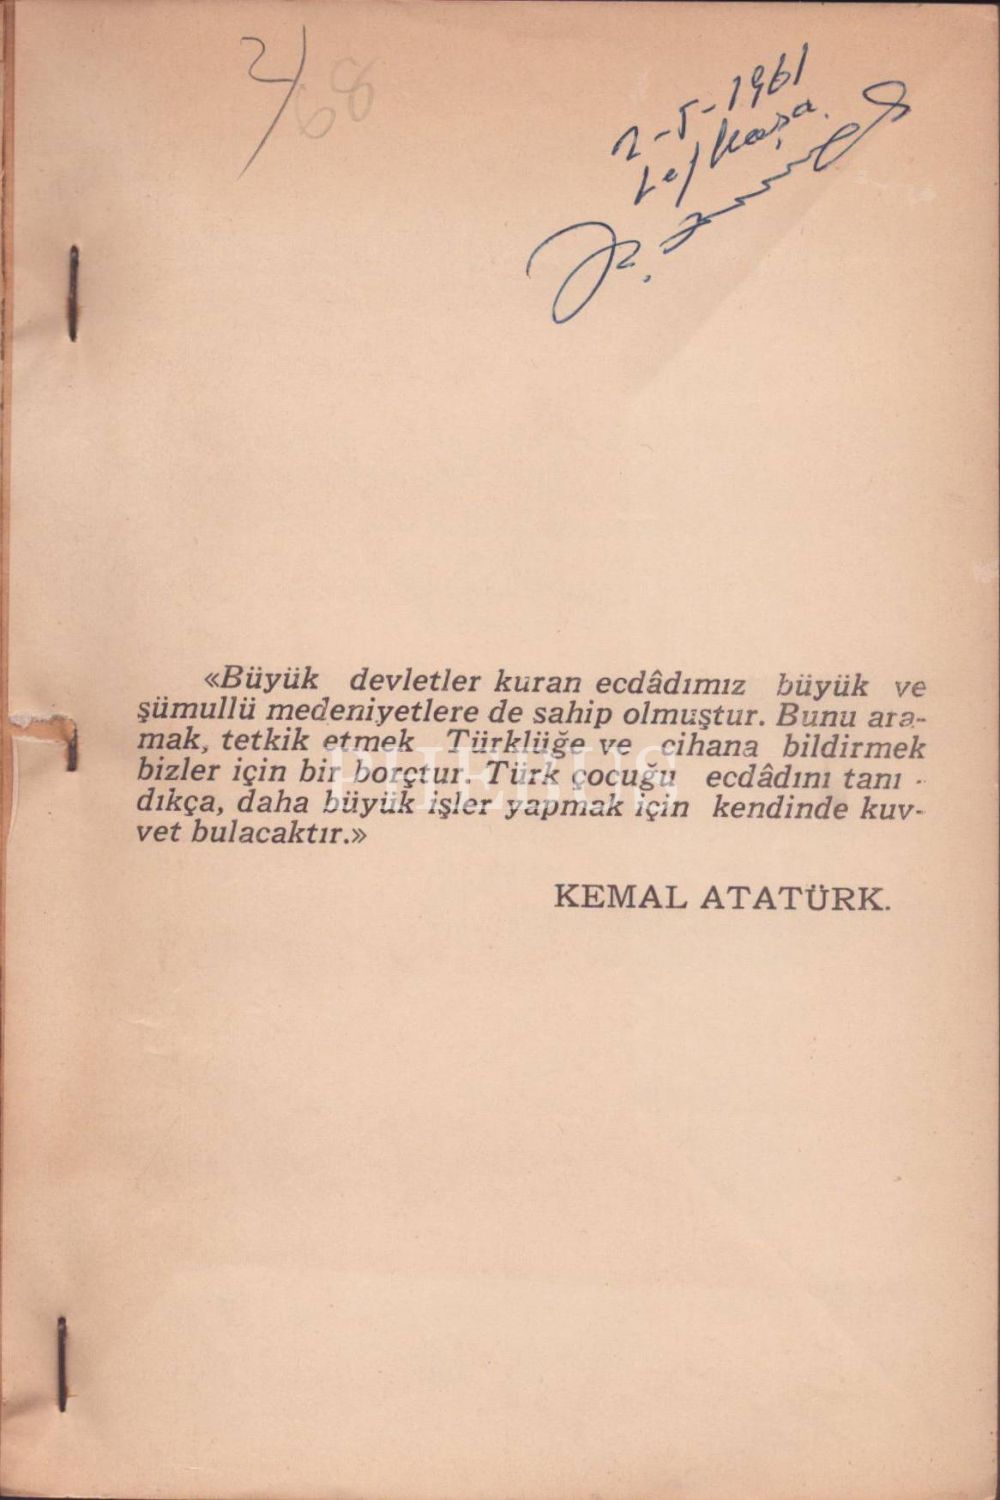 2/68
2-5-1961
Lefkoşa.
«Büyük devletler kuran ecdâdımız büyük ve
şümullü medeniyetlere de sahip olmuştur. Bunu ara-
mak, tetkik etmek Türklüğe ve cihana bildirmek
bizler için bir borçtur. Türk çocuğu ecdâdını tanı -
dıkça, daha büyük işler yapmak için kendinde kuv-
vet bulacaktır.»
KEMAL ATATÜRK.